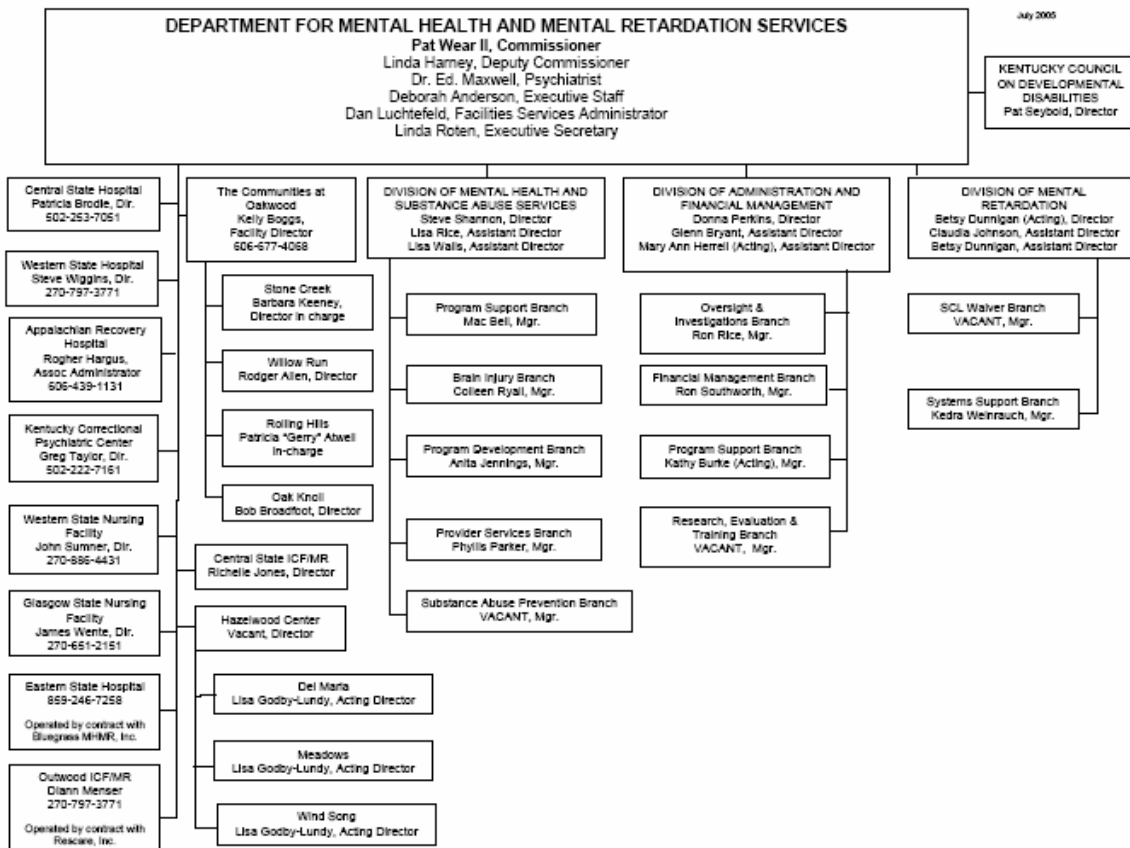 July 2005
DEPARTMENT FOR MENTAL HEALTH AND MENTAL RETARDATION SERVICES
Pat Wear II, Commissioner
Linda Harney, Deputy Commissioner
Dr. Ed. Maxwell, Psychiatrist
Deborah Anderson, Executive Staff
Dan Luchtefeld, Facilities Services Administrator
Linda Roten, Executive Secretary
KENTUCKY COUNCIL
ON DEVELOPMENTAL
DISABILITIES
Pat Seybold, Director
Central State Hospital
Patricia Brodie, Dir.
502-253-7051
Western State Hospital
Steve Wiggins, Dir.
270-797-3771
Appalachian Recovery
Hospital
Rogher Hargus,
Assoc Administrator
606-439-1131
Kentucky Correctional
Psychiatric Center
Greg Taylor, Dir.
502-222-7161
Western State Nursing
Facility
John Sumner, Dir.
270-886-4431
Glasgow State Nursing
Facility
James Wente, Dir.
270-651-2151
Eastern State Hospital
859-246-7258
Operated by contract with
Bluegrass MHMR, Inc.
Outwood ICF/MR
Diann Menser
270-797-3771
Operated by contract with
Rescare, Inc.
The Communities at
Oakwood
Kelly Boggs,
Facility Director
606-677-4068
Stone Creek
Barbara Keeney,
Director in charge
Willow Run
Rodger Allen, Director
Rolling Hills
Patricia "Gerry" Atwell
in-charge
Oak Knoll
Bob Broadfoot, Director
Central State ICF/MR
Richelle Jones, Director
Hazelwood Center
Vacant, Director
Del Maria
Lisa Godby-Lundy, Acting Director
Meadows
Lisa Godby-Lundy, Acting Director
Wind Song
Lisa Godby-Lundy, Acting Director
DIVISION OF MENTAL HEALTH AND
SUBSTANCE ABUSE SERVICES
Steve Shannon, Director
Lisa Rice, Assistant Director
Lisa Walls, Assistant Director
Program Support Branch
Mac Bell, Mgr.
Brain Injury Branch
Colleen Ryall, Mgr.
Program Development Branch
Anita Jennings, Mgr.
Provider Services Branch
Phyllis Parker, Mgr.
Substance Abuse Prevention Branch
VACANT, Mgr.
DIVISION OF ADMINISTRATION AND
FINANCIAL MANAGEMENT
Donna Perkins, Director
Glenn Bryant, Assistant Director
Mary Ann Herrell (Acting), Assistant Director
Oversight &
Investigations Branch
Ron Rice, Mgr.
Financial Management Branch
Ron Southworth, Mgr.
Program Support Branch
Kathy Burke (Acting), Mgr.
Research, Evaluation &
Training Branch
VACANT, Mgr.
DIVISION OF MENTAL
RETARDATION
Betsy Dunnigan (Acting), Director
Claudia Johnson, Assistant Director
Betsy Dunnigan, Assistant Director
SCL Waiver Branch
VACANT, Mgr.
Systems Support Branch
Kedra Weinrauch, Mgr.